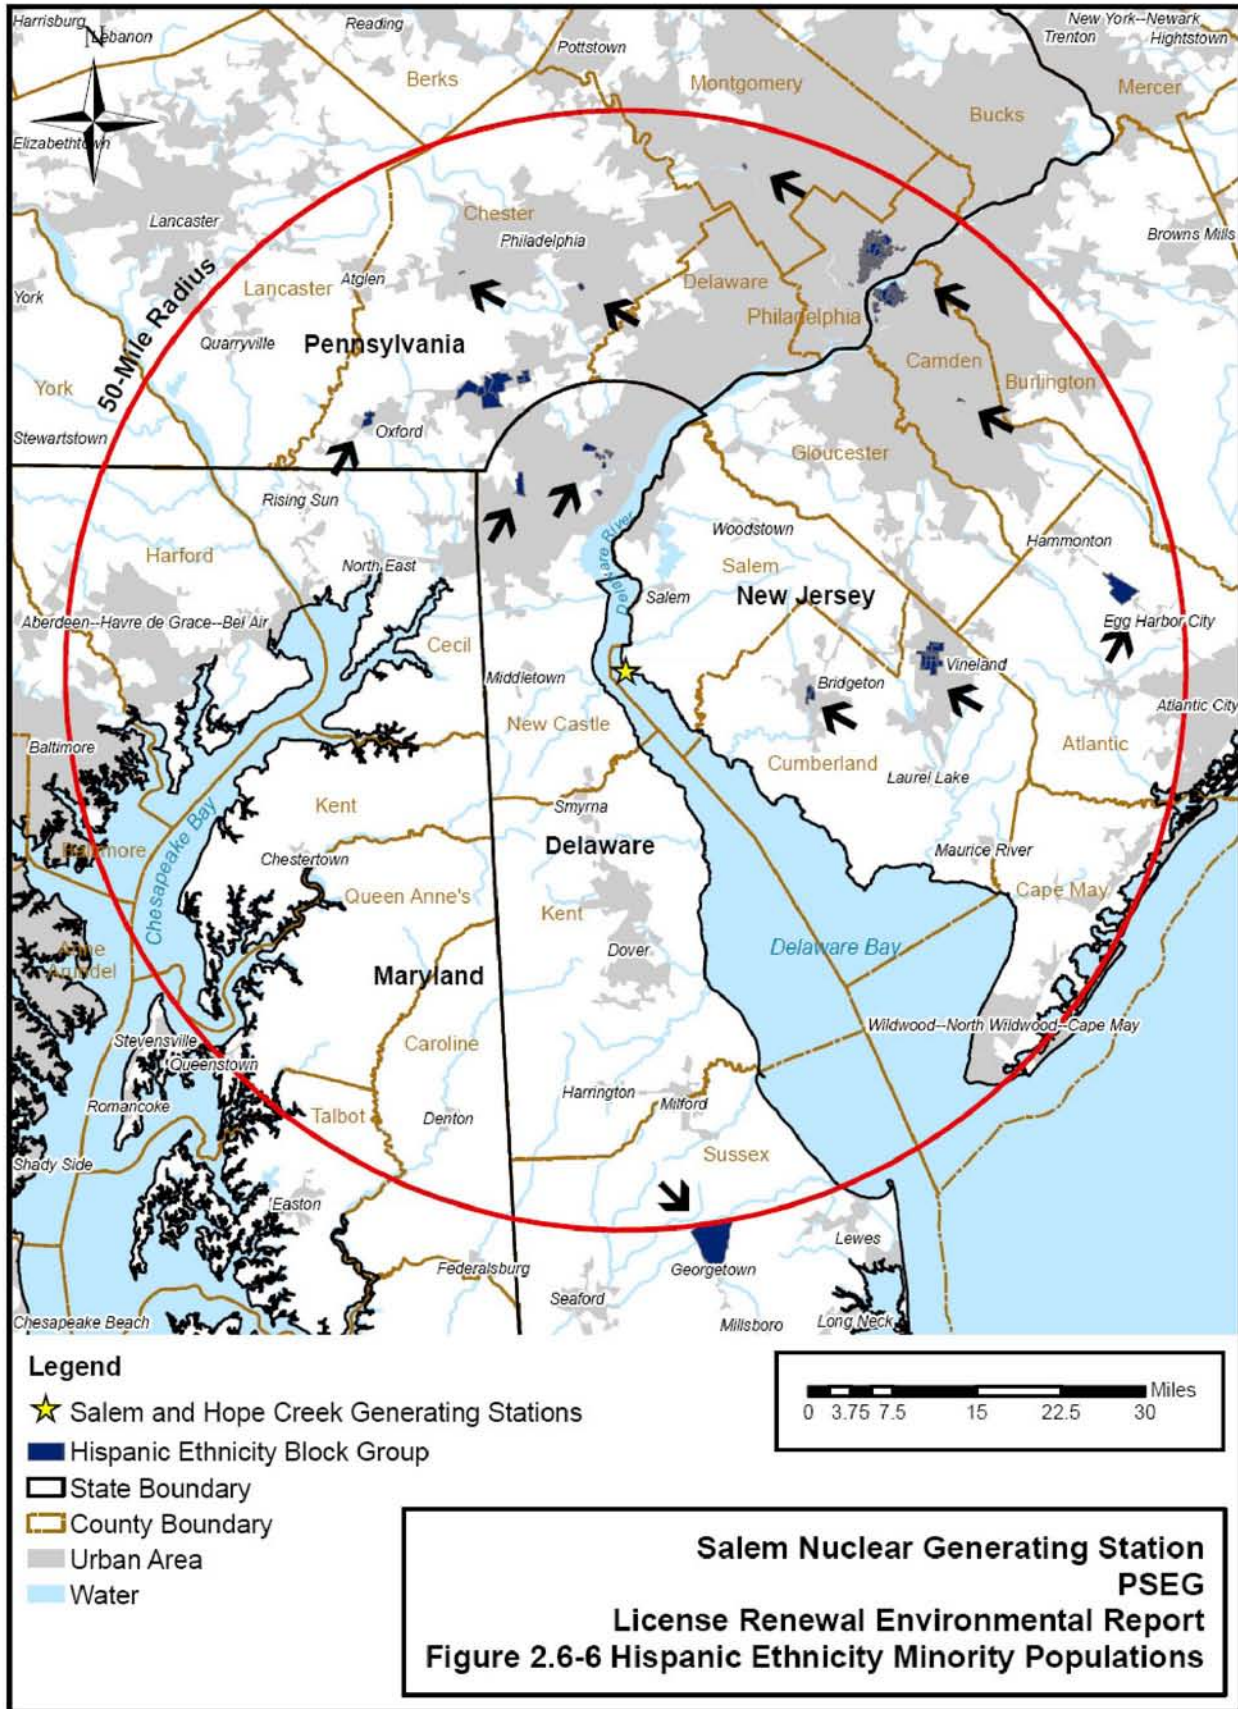 Harrisburg
N
Lebanon
Reading
Pottstown
New York--Newark
Trenton
Hightstown
Berks
Montgomery
Mercer
Bucks
Elizabethtown
Lancaster
Chester
Philadelphia
Browns Mills
50-Mile Radius
York
Lancaster
Atglen
Delaware
Quarryville
Pennsylvania
Philadelphia
Camden
Burlington
York
Stewartstown
Oxford
Gloucester
Rising Sun
Woodstown
Hammonton
Harford
North East
Delaware River
Delaware River
Salem
Salem
New Jersey
Egg Harbor City
Aberdeen--Havre de Grace--Bel Air
Cecil
Middletown
Bridgeton
Vineland
Atlantic City
New Castle
Baltimore
Cumberland
Atlantic
Laurel Lake
Kent
Smyrna
Chesapeake Bay
Baltimore
Chestertown
Delaware
Maurice River
Queen Anne's
Kent
Cape May
Anne
Arundel
Dover
Delaware Bay
Maryland
Wildwood--North Wildwood--Cape May
Stevensville
Queenstown
Caroline
Romancoke
Talbot
Denton
Harrington
Milford
Shady Side
Sussex
Easton
Lewes
Federalsburg
Georgetown
Seaford
Chesapeake Beach
Millsboro
Long Neck
Legend
Salem and Hope Creek Generating Stations
Hispanic Ethnicity Block Group
State Boundary
County Boundary
Urban Area
Water
Miles
0 3.75 7.5 15 22.5 30
Salem Nuclear Generating Station
PSEG
License Renewal Environmental Report
Figure 2.6-6 Hispanic Ethnicity Minority Populations